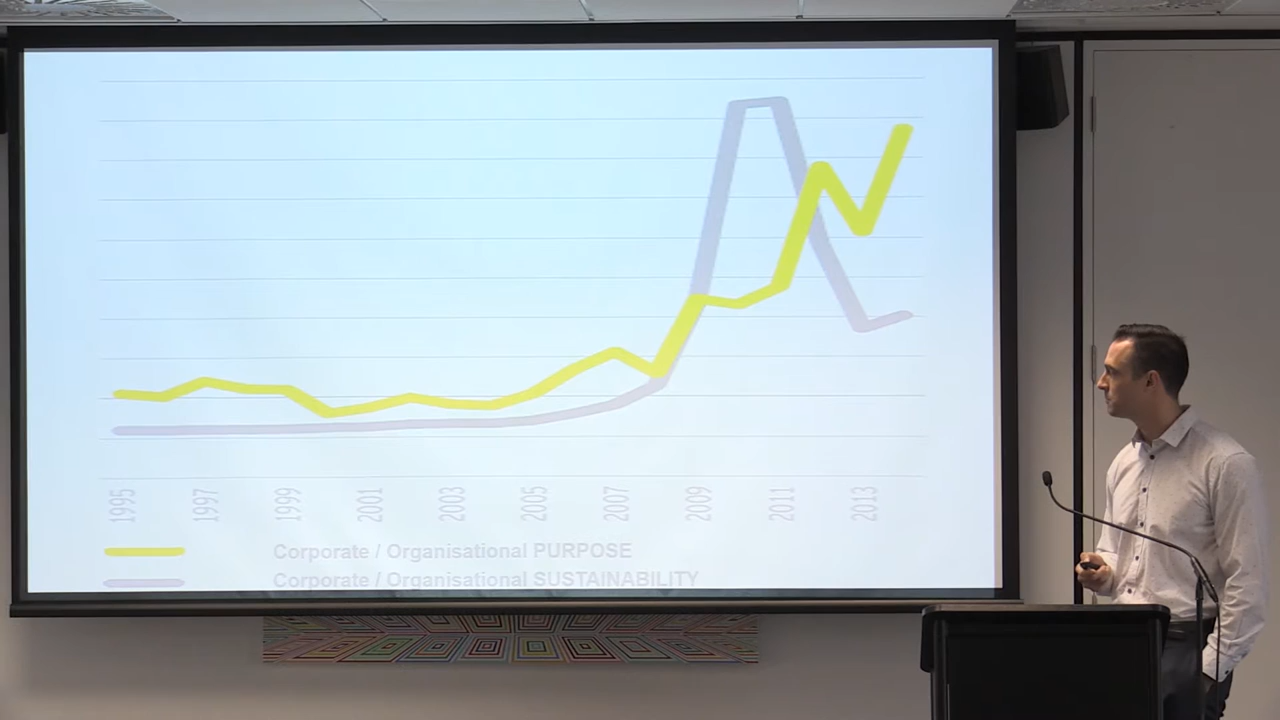 1995 1997 1999 2001 2003 2005 2007 2009 2011 2013
Corporate / Organisational PURPOSE
Corporate / Organisational SUSTAINABILITY